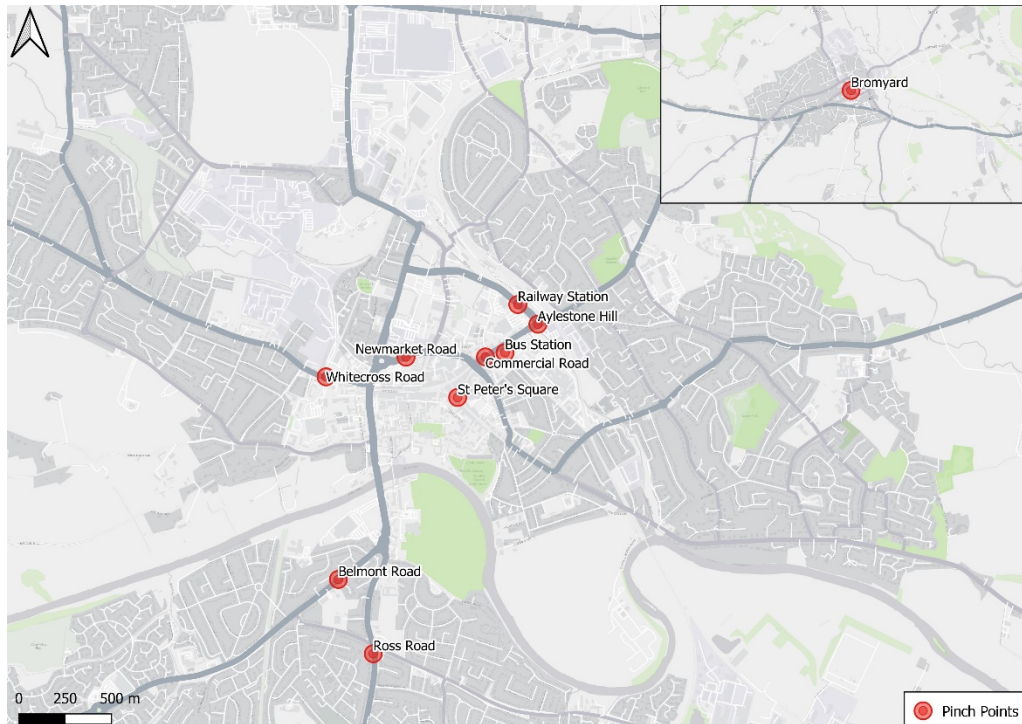 Bromyard
Railway Station
Aylestone Hill
Bus Station
Newmarket Road
Commercial Road
Whitecross Road
St Peter's Square
Belmont Road
Ross Road
0 250 500 m
Pinch Points